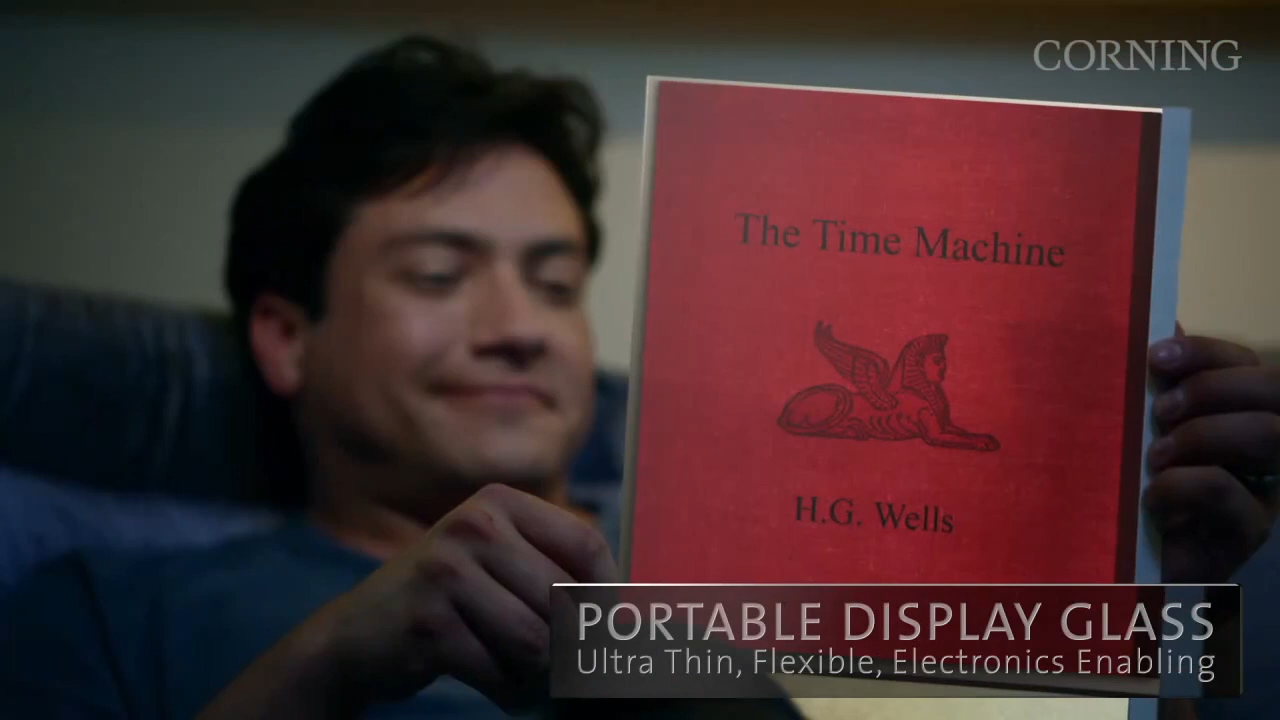 CORNING
The Time Machine
H.G. Wells
PORTABLE DISPLAY GLASS
Ultra Thin, Flexible, Electronics Enabling